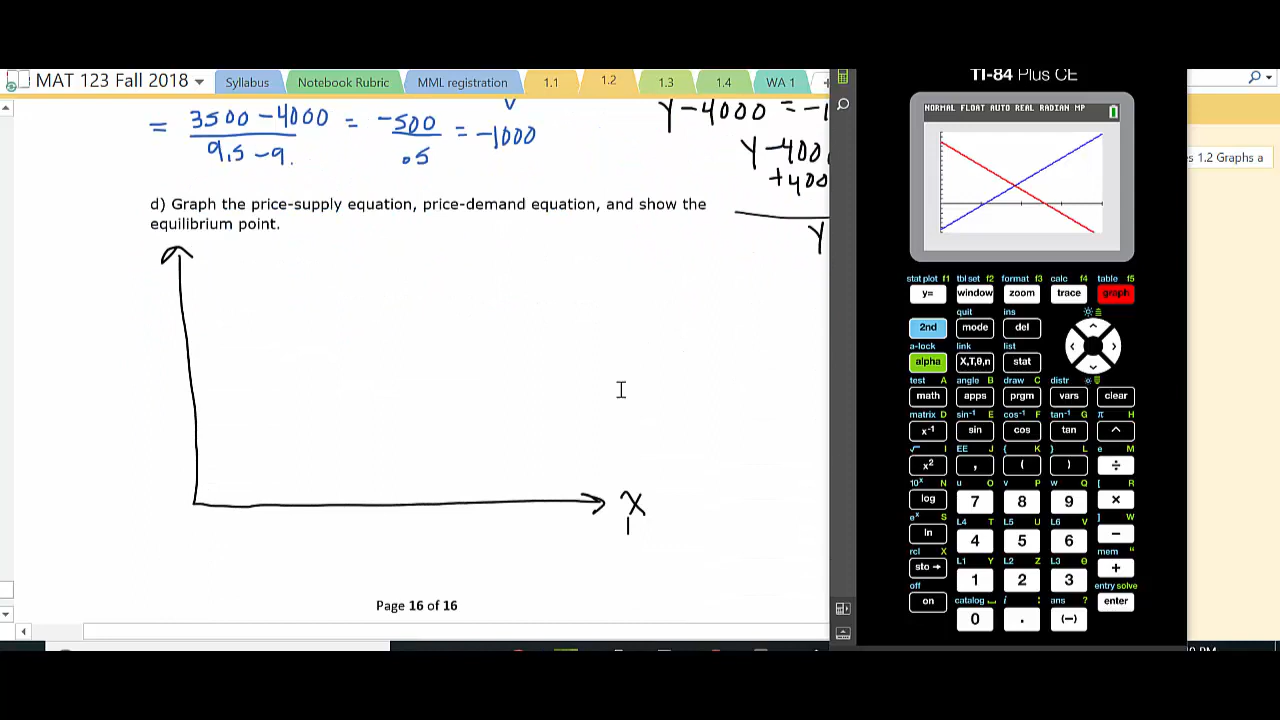 TI-84 Plus CE
MAT 123 Fall 2018
Syllabus
Notebook Rubric
MML registration
1.1
1.2
1.3
1.4
WA 1
= 3500 - 4000 / 9.5 - 9. = -500 / .5 = -1000
Y - 4000 = -1
Y - 400
+400
Y
s 1.2 Graphs a
d) Graph the price-supply equation, price-demand equation, and show the
equilibrium point.
X
Page 16 of 16
NORMAL FLOAT AUTO REAL RADIAN MP
stat plot f1 tbl set f2 format f3 calc f4 table f5
y= window zoom trace graph
quit ins
2nd mode del
a-lock link list
alpha X,T,θ,n stat
test A angle B draw C distr
math apps prgm vars clear
matrix D sin⁻¹ E cos⁻¹ F tan⁻¹ G π H
x⁻¹ sin cos tan ^
√ I EE J { K } L e M
x² , ( ) ÷
10ˣ N u O v P w Q [ R
log 7 8 9 ×
eˣ S L4 T L5 U L6 V ] W
ln 4 5 6 −
rcl X L1 Y L2 Z L3 θ mem "
sto → 1 2 3 +
off catalog i : ans ? entry solve
on 0 . (−) enter
PM